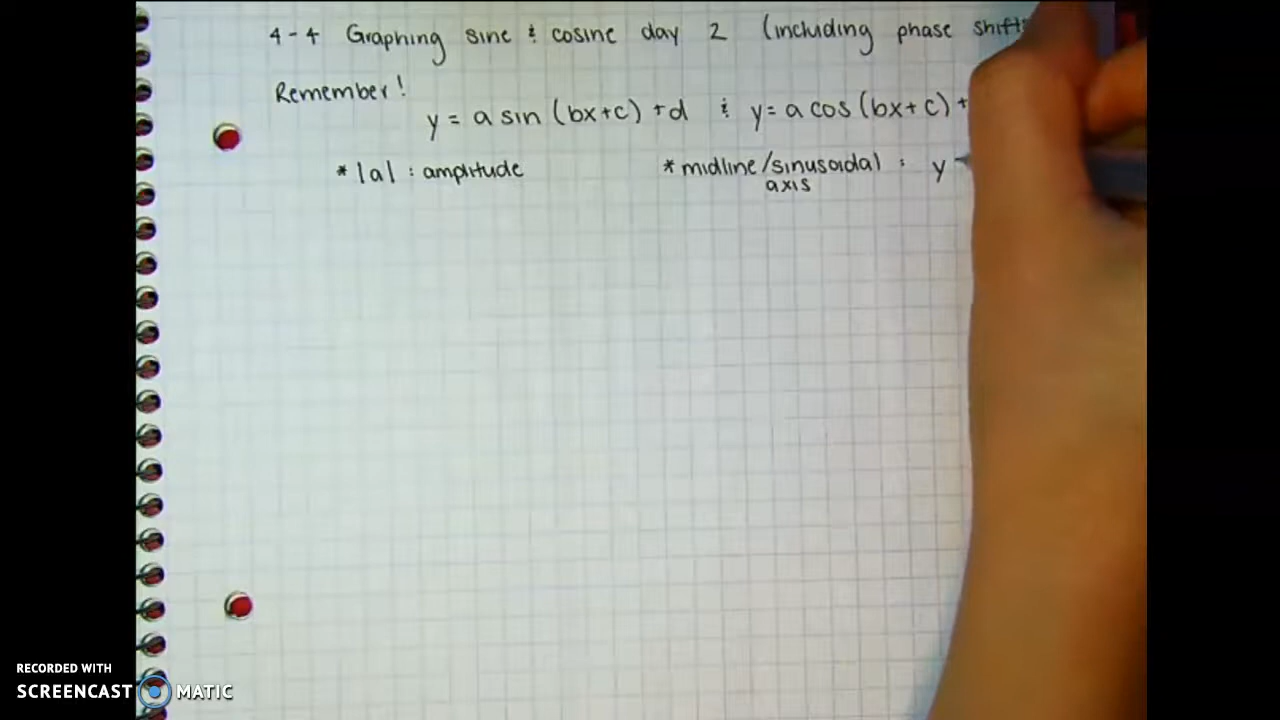 4-4 Graphing sine & cosine day 2 (including phase shifts
Remember!
y = a sin (bx+c) +d & y= a cos (bx+c) +
* |a| : amplitude * midline/sinusoidal : y
axis
RECORDED WITH
SCREENCAST MATIC